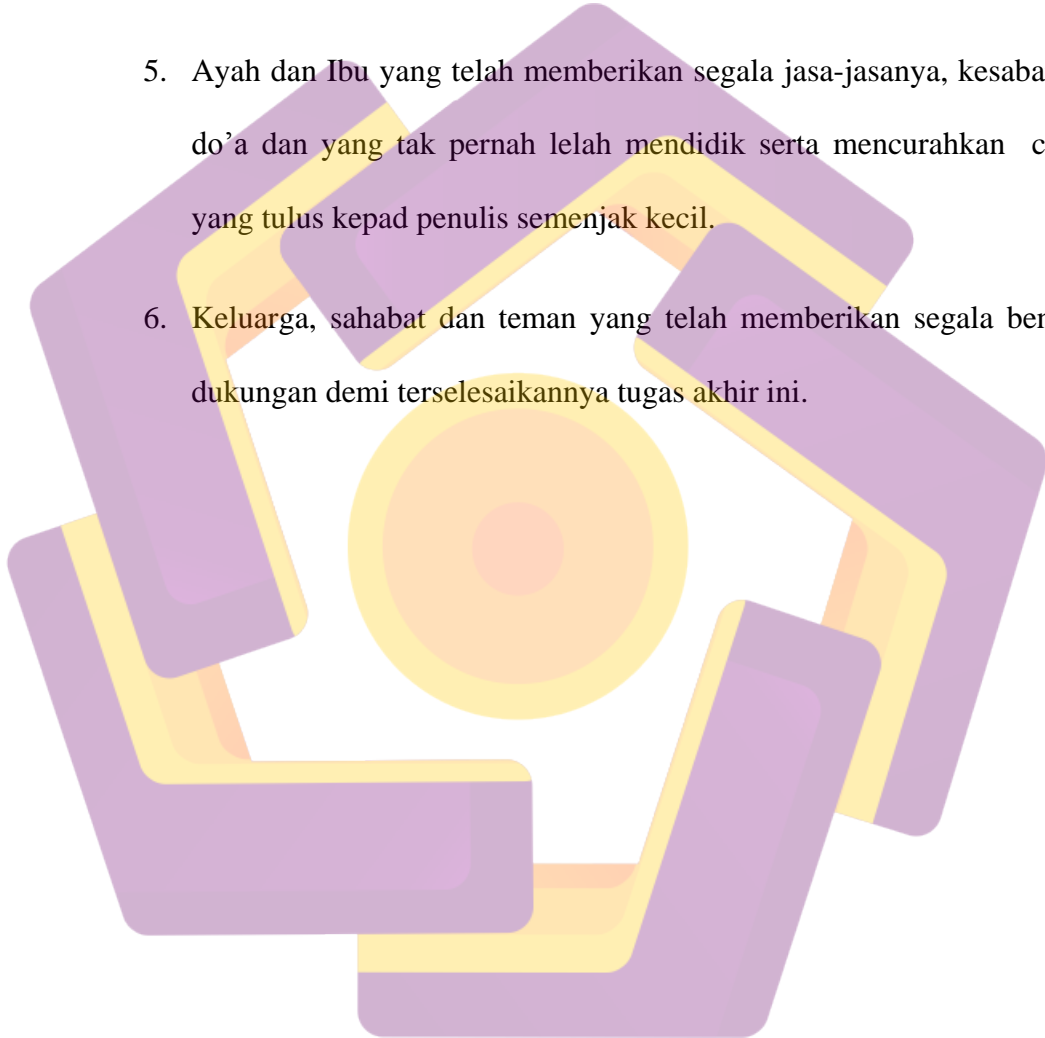 5. Ayah dan Ibu yang telah memberikan segala jasa-jasanya,
do'a dan yang tak pernah lelah mendidik serta mencurahkan
yang tulus kepad penulis semenjak kecil.
6. Keluarga, sahabat dan teman yang telah memberikan segala
dukungan demi terselesaikannya tugas akhir ini.